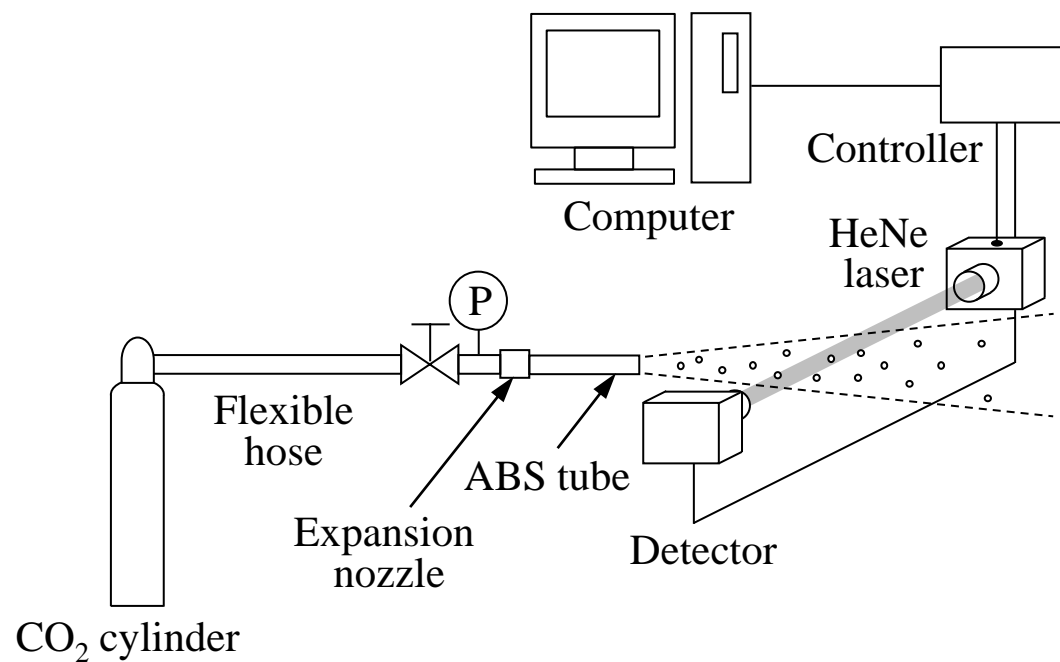 Computer
Controller
HeNe
laser
P
Flexible
hose
ABS tube
Expansion
nozzle
Detector
CO₂ cylinder